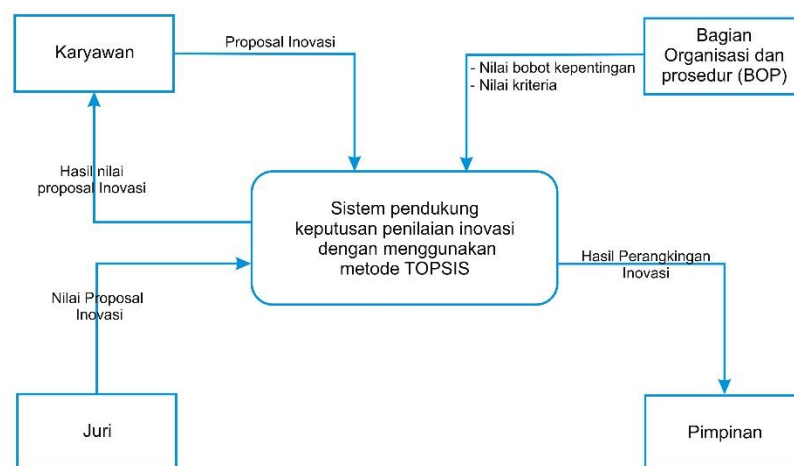 Karyawan
Proposal Inovasi
Bagian
Organisasi dan
prosedur (BOP)
- Nilai bobot kepentingan
- Nilai kriteria
Hasil nilai
proposal Inovasi
Sistem pendukung
keputusan penilaian inovasi
dengan menggunakan
metode TOPSIS
Hasil Perangkingan
Inovasi
Nilai Proposal
Inovasi
Juri
Pimpinan